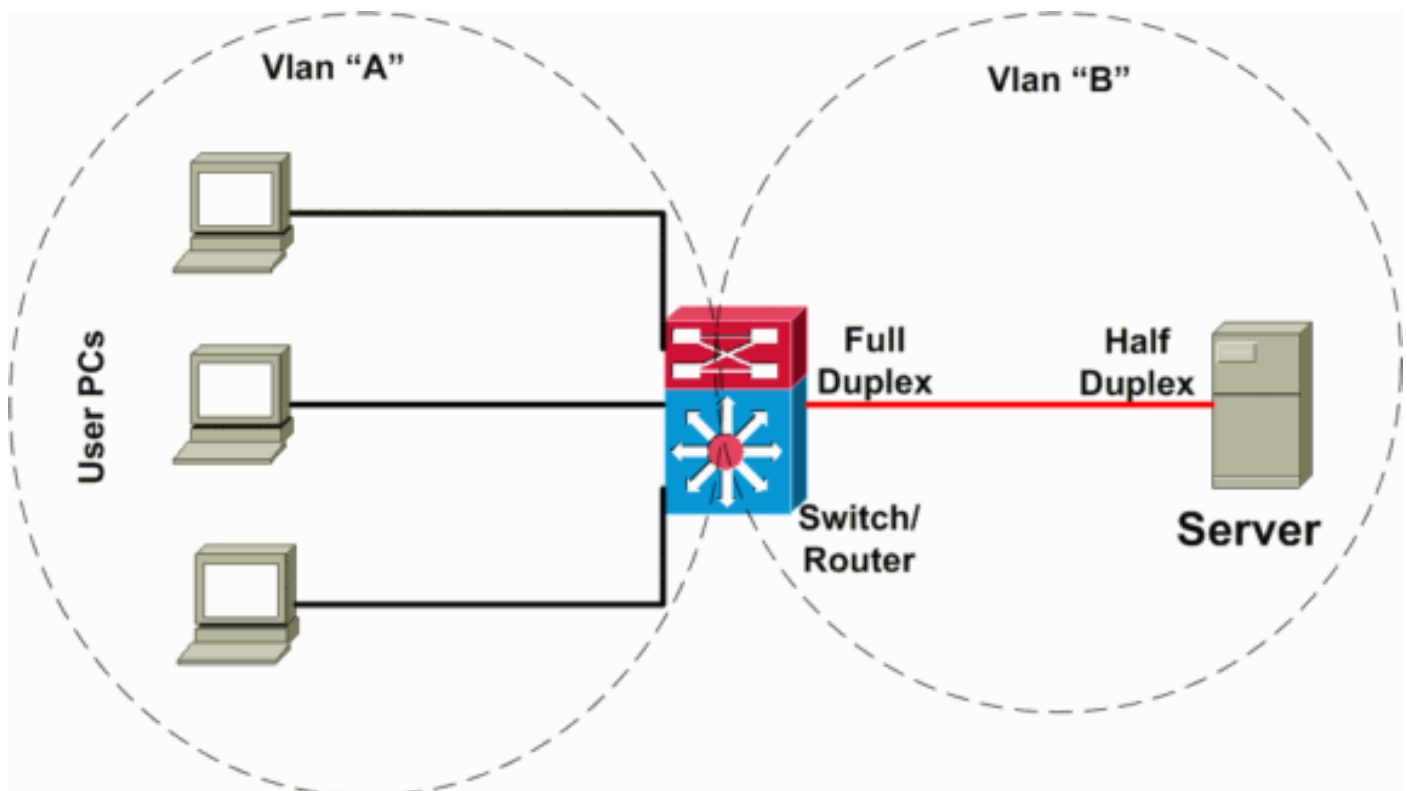 Vlan “A”
Vlan “B”
User PCs
Full
Duplex
Half
Duplex
Switch/
Router
Server